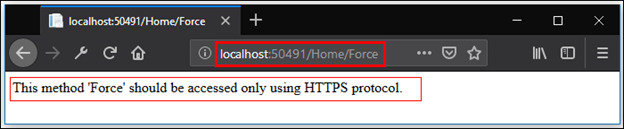 localhost:50491/Home/Force
localhost:50491/Home/Force
This method 'Force' should be accessed only using HTTPS protocol.